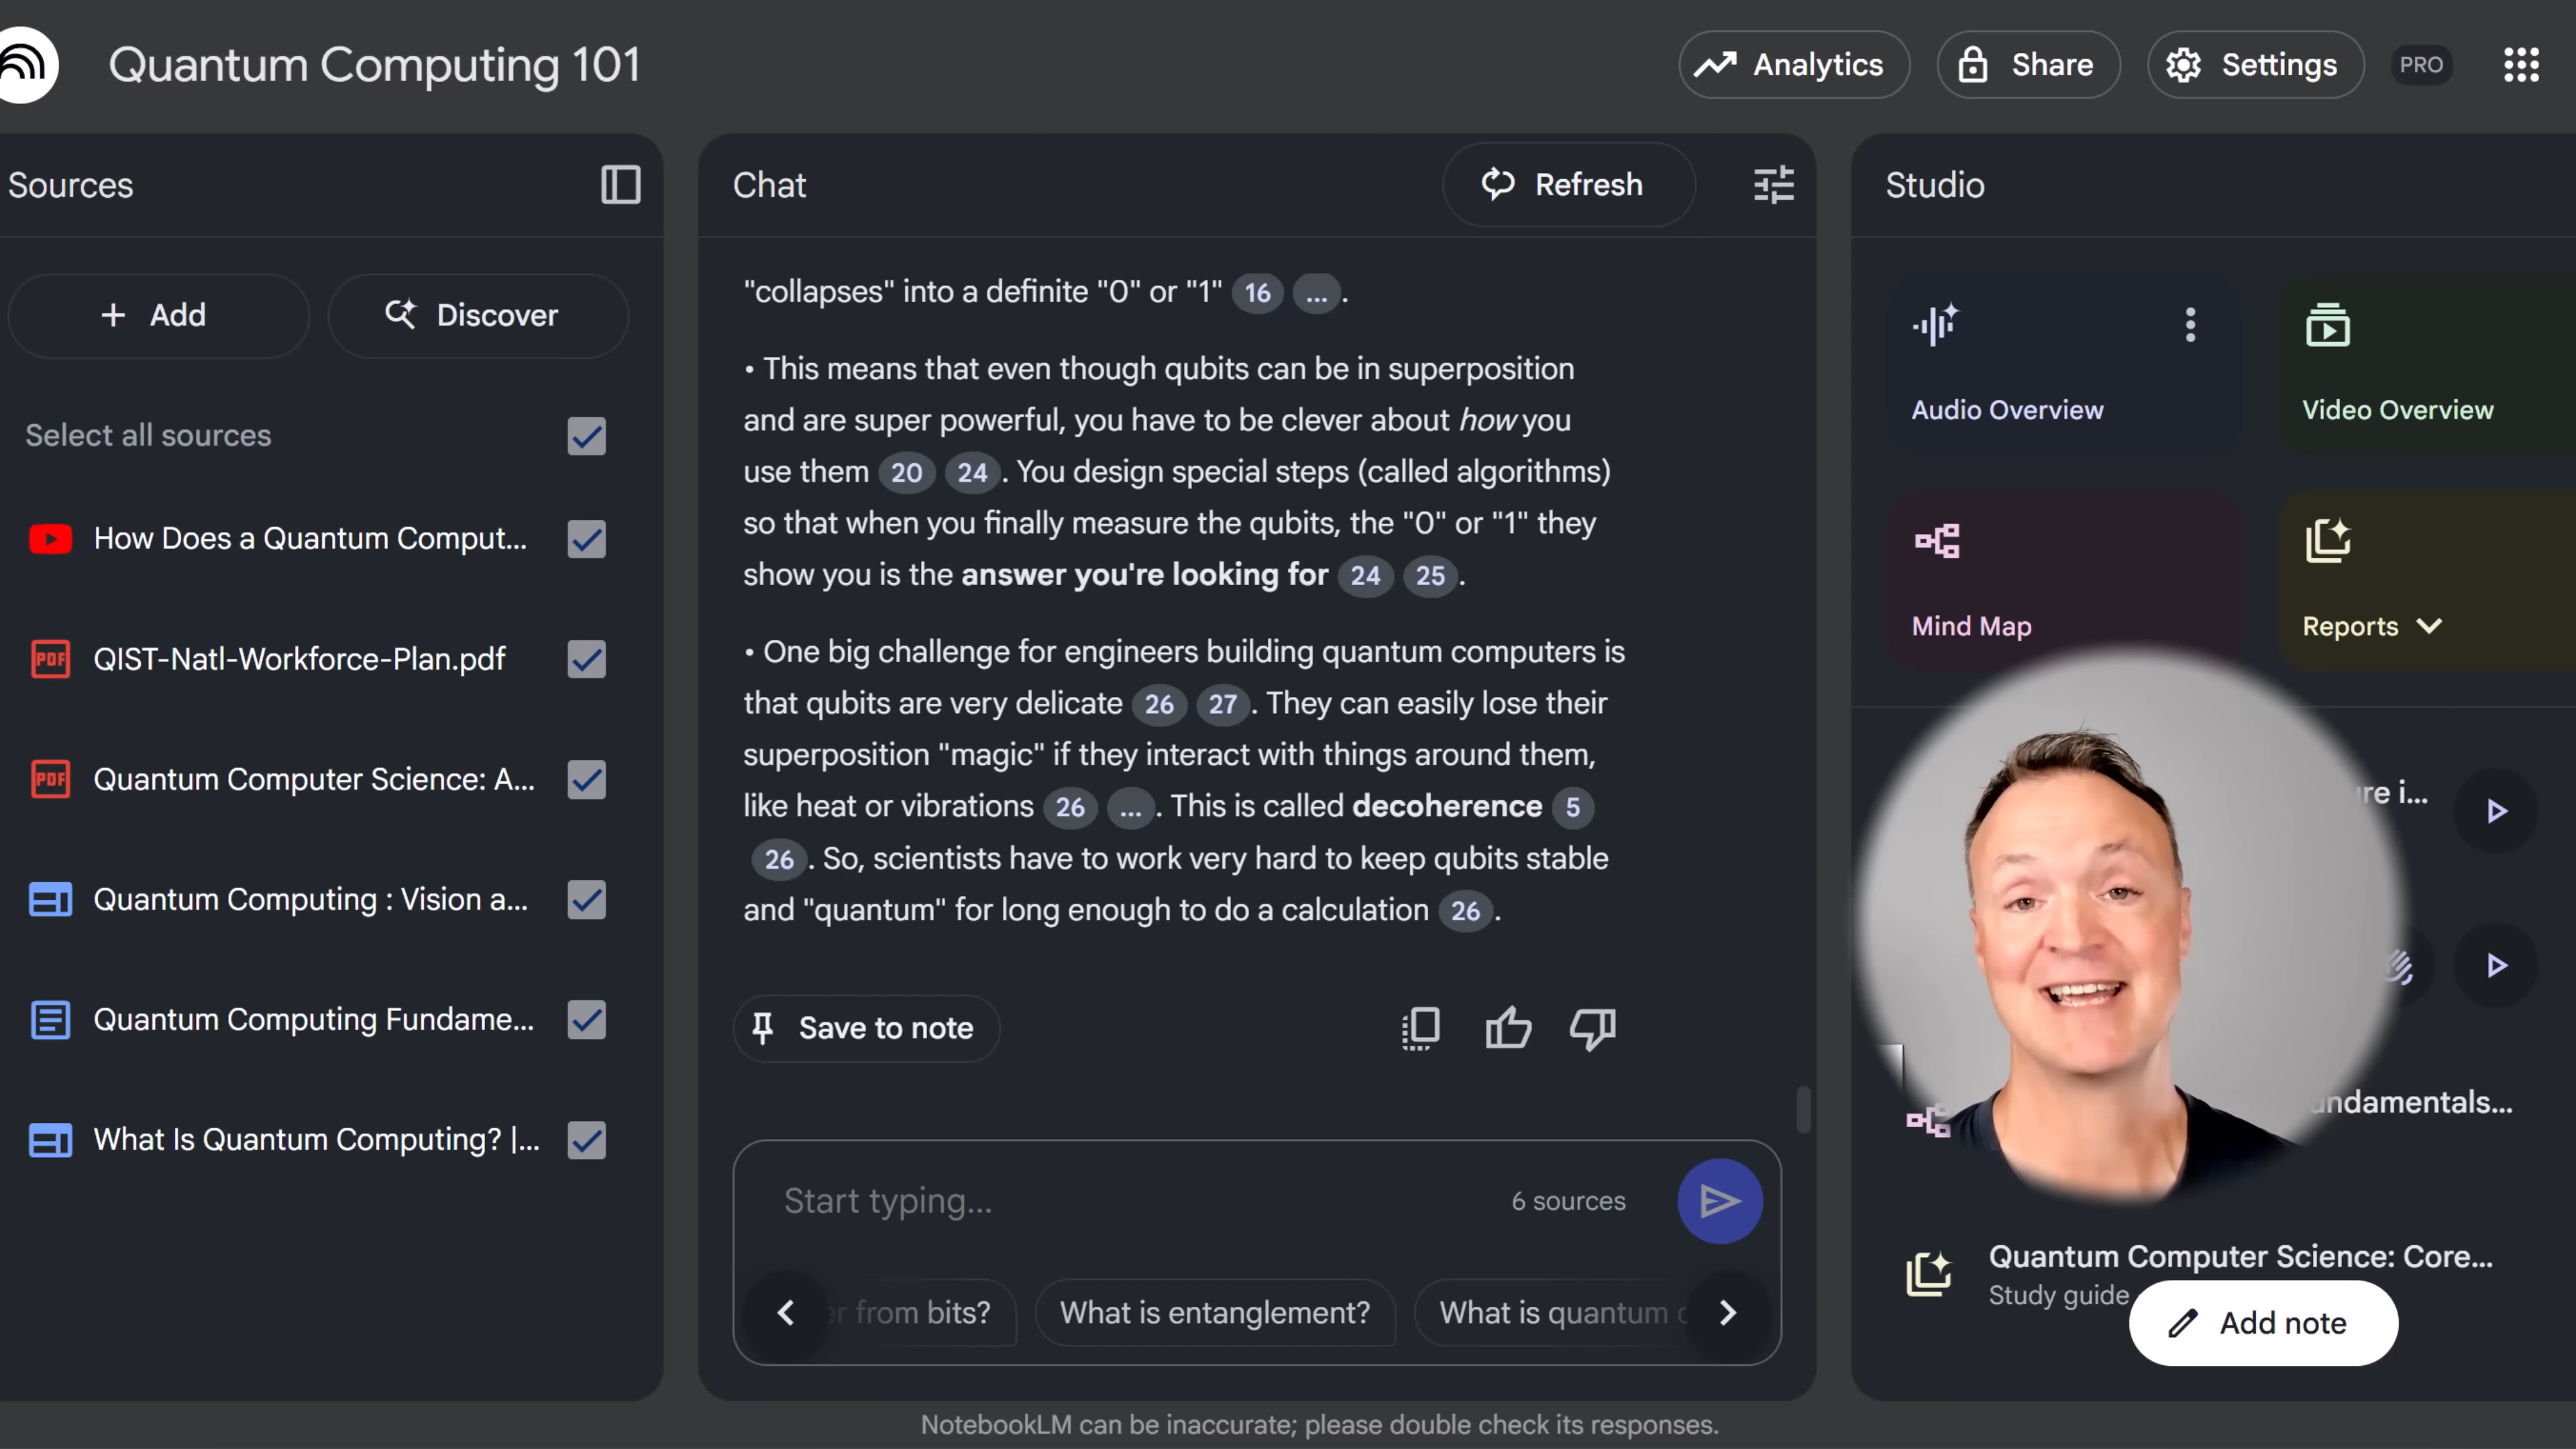 Quantum Computing 101
Analytics
Share
Settings
PRO
Sources
Add
Discover
Select all sources
How Does a Quantum Comput...
PDF
QIST-Natl-Workforce-Plan.pdf
PDF
Quantum Computer Science: A...
Quantum Computing : Vision a...
Quantum Computing Fundame...
What Is Quantum Computing? |...
Chat
Refresh
"collapses" into a definite "0" or "1" 16 ... .
• This means that even though qubits can be in superposition
and are super powerful, you have to be clever about how you
use them 20 24 . You design special steps (called algorithms)
so that when you finally measure the qubits, the "0" or "1" they
show you is the answer you're looking for 24 25 .
• One big challenge for engineers building quantum computers is
that qubits are very delicate 26 27 . They can easily lose their
superposition "magic" if they interact with things around them,
like heat or vibrations 26 ... . This is called decoherence 5
26 . So, scientists have to work very hard to keep qubits stable
and "quantum" for long enough to do a calculation 26 .
Save to note
Start typing...
6 sources
from bits?
What is entanglement?
What is quantum
NotebookLM can be inaccurate; please double check its responses.
Studio
Audio Overview
Video Overview
Mind Map
Reports
i...
Quantum Computer Science: Core...
Study guide
Add note